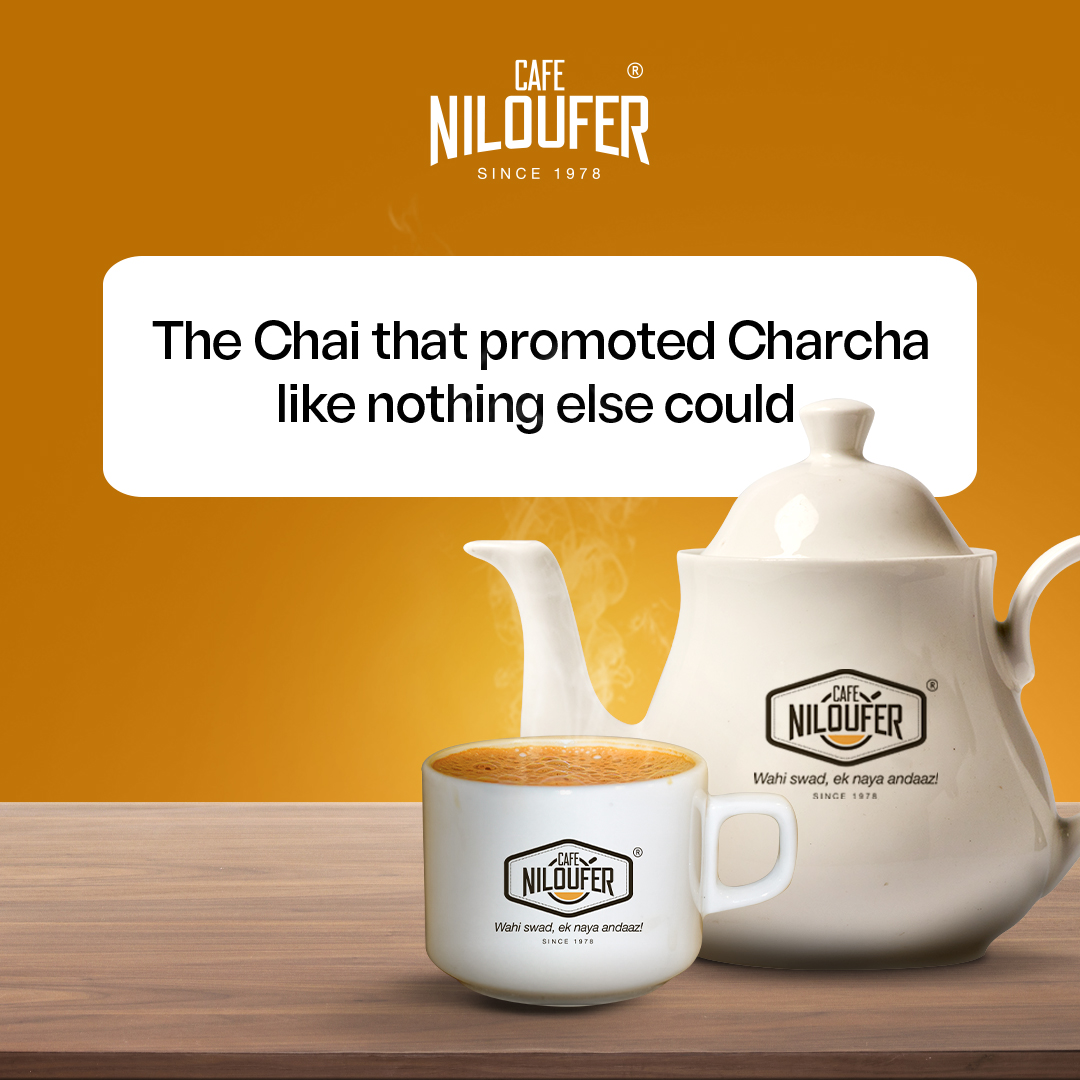 CAFE ®
NILOUFER
SINCE 1978
The Chai that promoted Charcha
like nothing else could
CAFE ®
NILOUFER
Wahi swad, ek naya andaaz!
SINCE 1978
CAFE ®
NILOUFER
Wahi swad, ek naya andaaz!
SINCE 1978